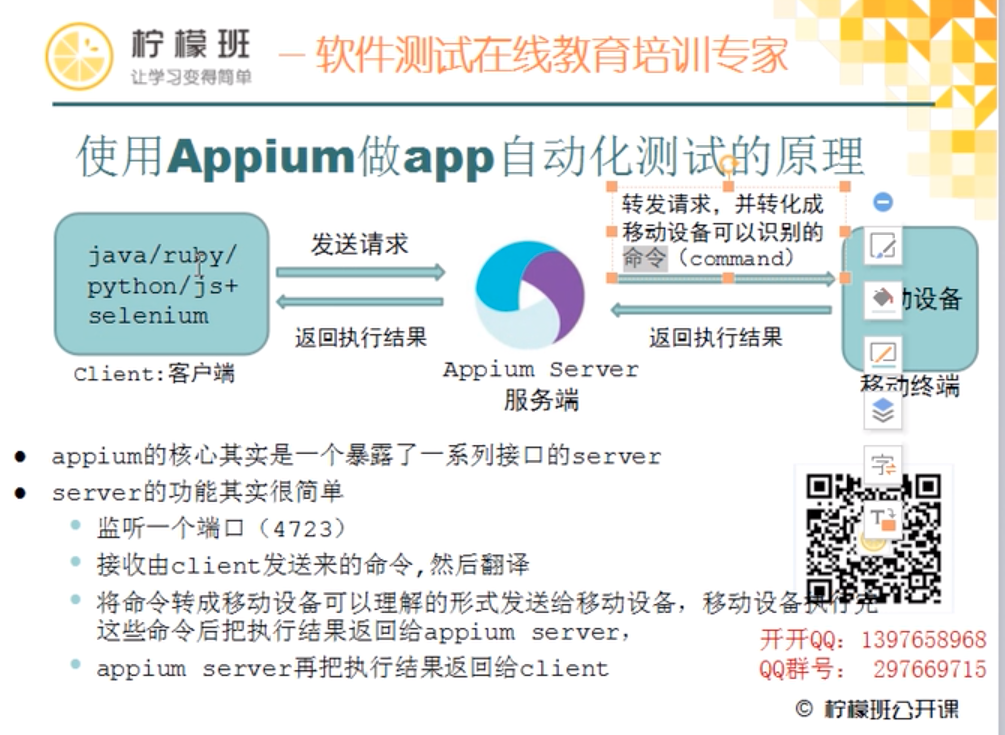 柠檬班
让学习变得简单
— 软件测试在线教育培训专家
使用Appium做app自动化测试的原理
转发请求，并转化成
移动设备可以识别的
命令（command）
java/ruby/
python/js+
selenium
发送请求
返回执行结果
返回执行结果
动设备
Client:客户端
Appium Server
服务端
移动终端
● appium的核心其实是一个暴露了一系列接口的server
● server的功能其实很简单
• 监听一个端口（4723）
• 接收由client发送来的命令,然后翻译
• 将命令转成移动设备可以理解的形式发送给移动设备，移动设备执行完
这些命令后把执行结果返回给appium server，
• appium server再把执行结果返回给client
字
T
开开QQ: 1397658968
QQ群号: 297669715
© 柠檬班公开课